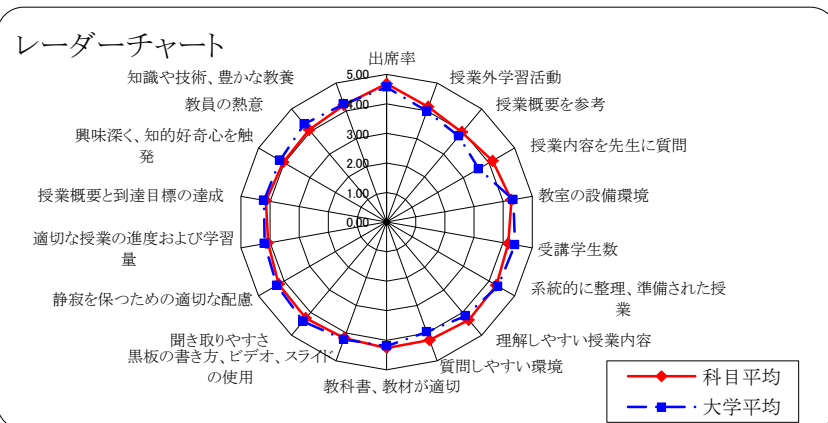 レーダーチャート
出席率
授業外学習活動
授業概要を参考
授業内容を先生に質問
教室の設備環境
受講学生数
系統的に整理、準備された授
業
理解しやすい授業内容
質問しやすい環境
教科書、教材が適切
黒板の書き方、ビデオ、スライド
の使用
聞き取りやすさ
静寂を保つための適切な配慮
適切な授業の進度および学習
量
授業概要と到達目標の達成
興味深く、知的好奇心を触
発
教員の熱意
知識や技術、豊かな教養
5.00
4.00
3.00
2.00
1.00
0.00
科目平均
大学平均